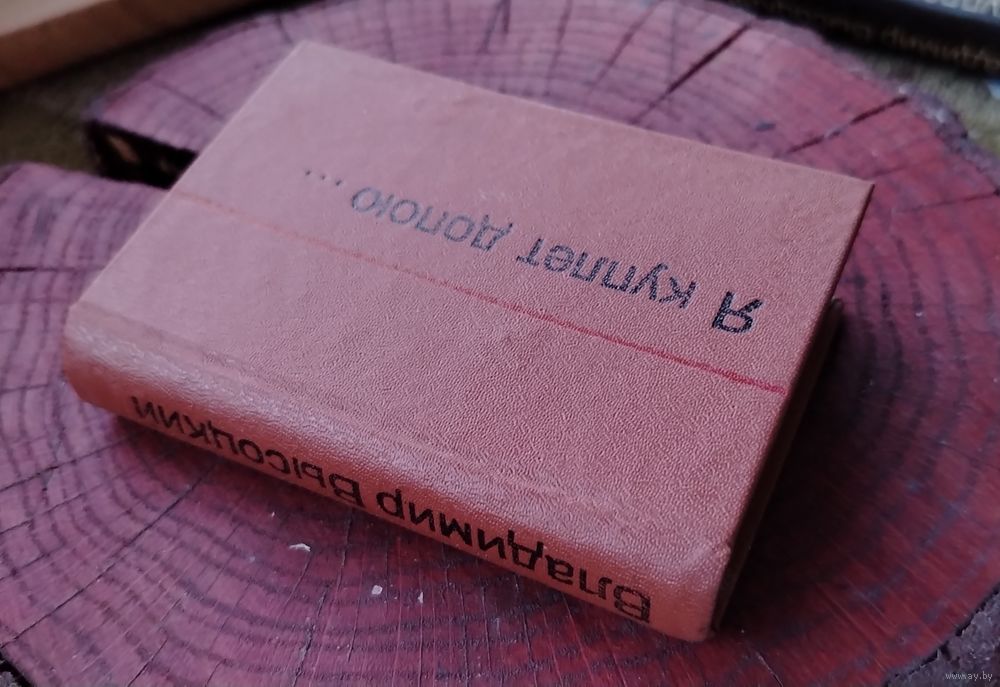 Я куплет допою...
Владимир Высоцкий
www.ay.by